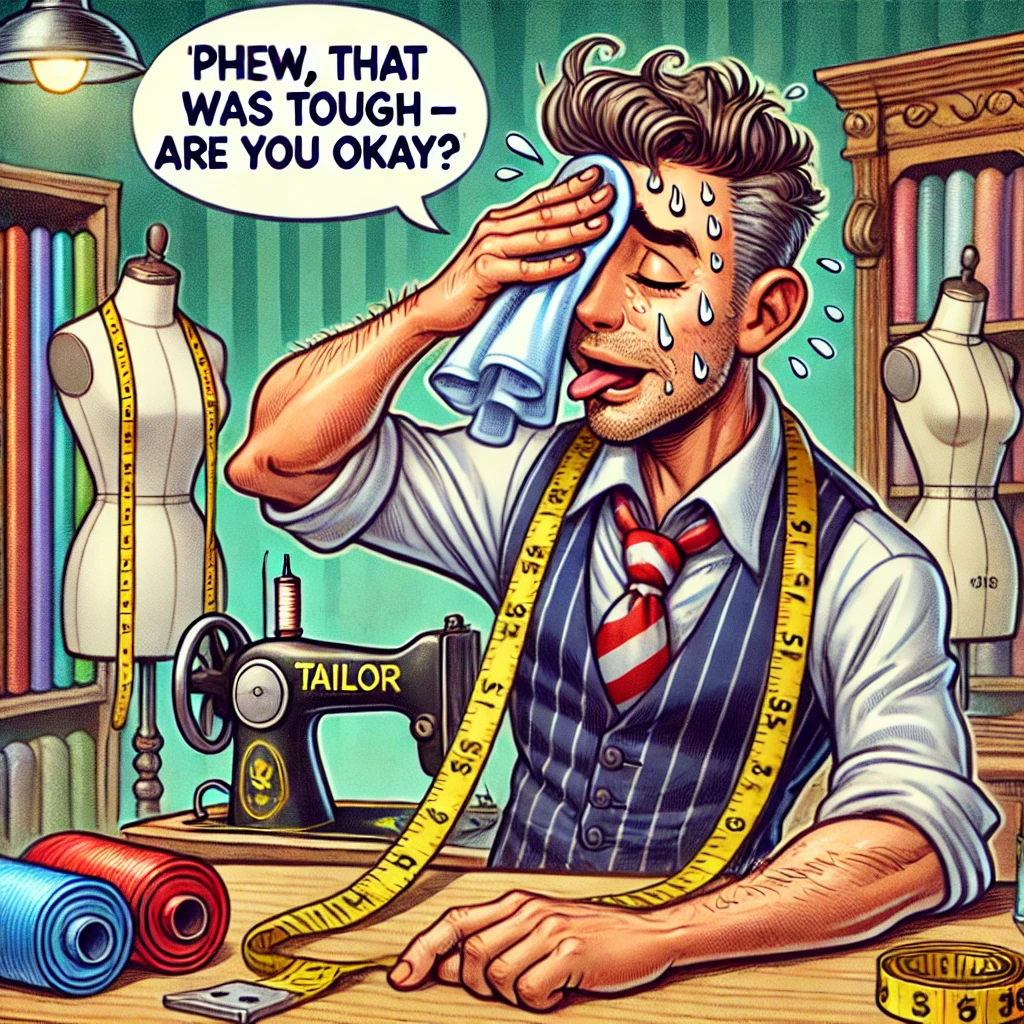 'PHEW, THAT
WAS TOUGH –
ARE YOU OKAY?
TAILOR